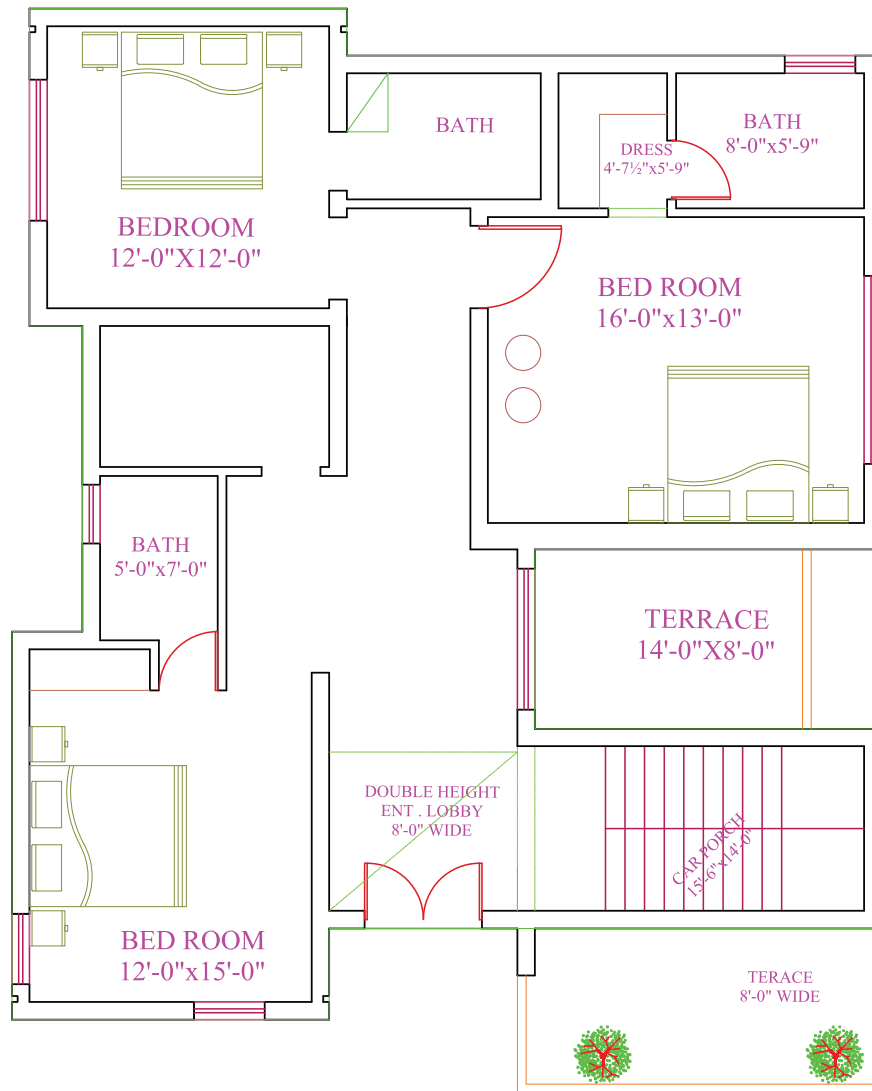 BATH
BATH
8'-0"x5'-9"
DRESS
4'-7½"x5'-9"
BEDROOM
12'-0"X12'-0"
BED ROOM
16'-0"x13'-0"
BATH
5'-0"x7'-0"
TERRACE
14'-0"X8'-0"
DOUBLE HEIGHT
ENT . LOBBY
8'-0" WIDE
CAR PORCH
15'-6"x14'-0"
BED ROOM
12'-0"x15'-0"
TERACE
8'-0" WIDE